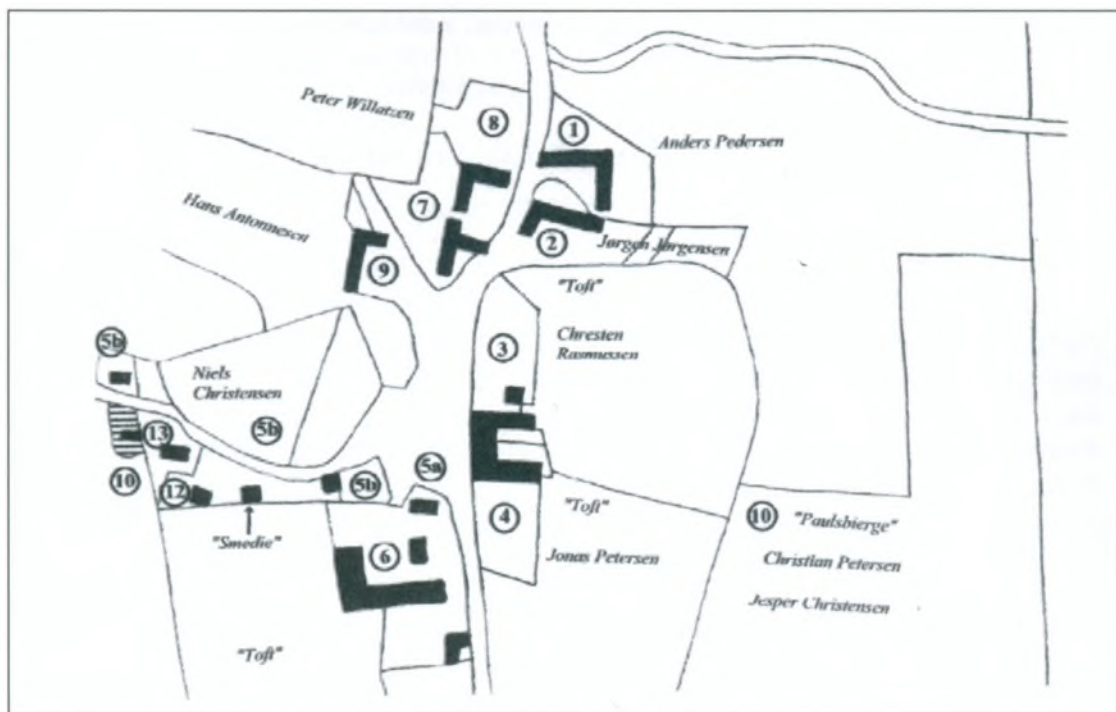 Peter Willatzen
8
1
Anders Pedersen
Hans Antonnesen
7
2
Jørgen Jørgensen
9
"Toft"
3
Chresten
Rasmussen
5b
Niels
Christensen
5b
13
5a
10
12
5b
4
"Toft"
10
"Paulsbierge"
"Smedie"
6
Jonas Petersen
Christian Petersen
Jesper Christensen
"Toft"